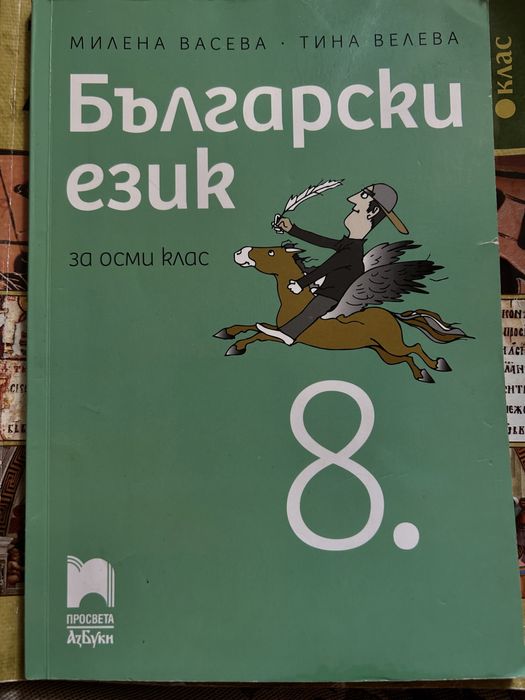 МИЛЕНА ВАСЕВА · ТИНА ВЕЛЕВА
Български
език
за осми клас
8.
ПРОСВЕТА
АзБуки
клас